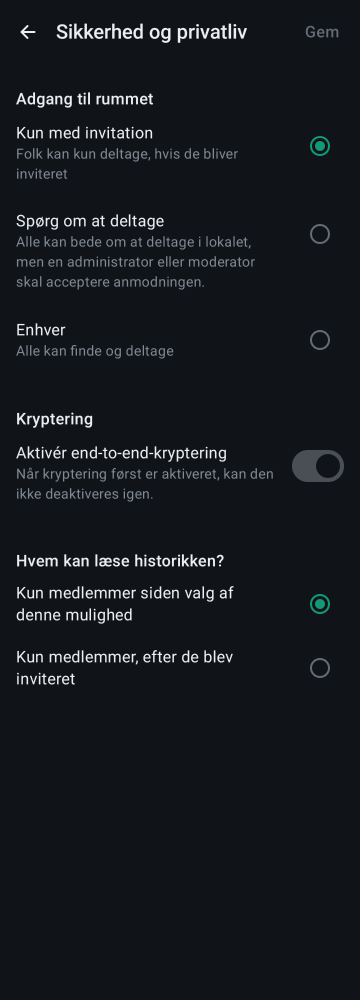 Sikkerhed og privatliv
Gem
Adgang til rummet
Kun med invitation
Folk kan kun deltage, hvis de bliver
inviteret
Spørg om at deltage
Alle kan bede om at deltage i lokalet,
men en administrator eller moderator
skal acceptere anmodningen.
Enhver
Alle kan finde og deltage
Kryptering
Aktivér end-to-end-kryptering
Når kryptering først er aktiveret, kan den
ikke deaktiveres igen.
Hvem kan læse historikken?
Kun medlemmer siden valg af
denne mulighed
Kun medlemmer, efter de blev
inviteret